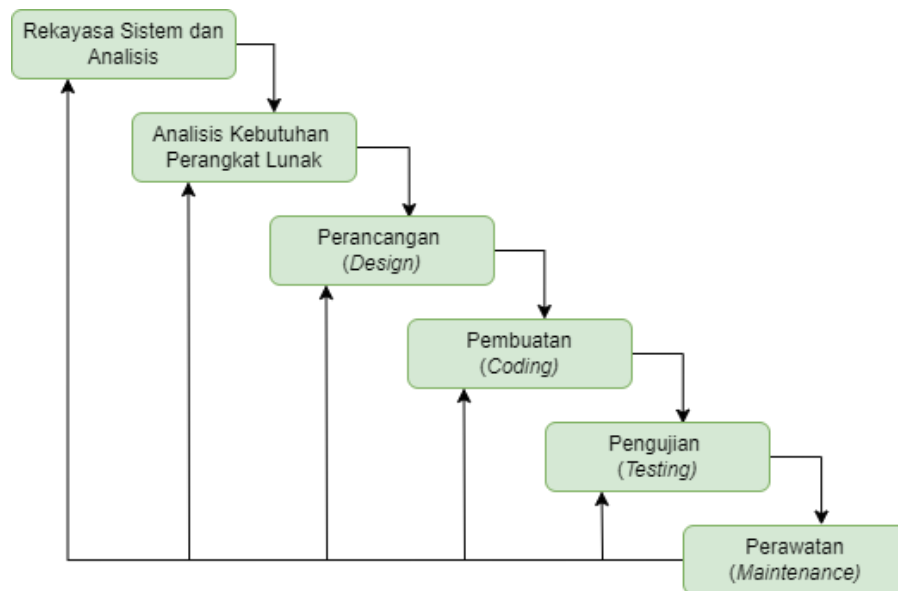 Rekayasa Sistem dan
Analisis
Analisis Kebutuhan
Perangkat Lunak
Perancangan
(Design)
Pembuatan
(Coding)
Pengujian
(Testing)
Perawatan
(Maintenance)